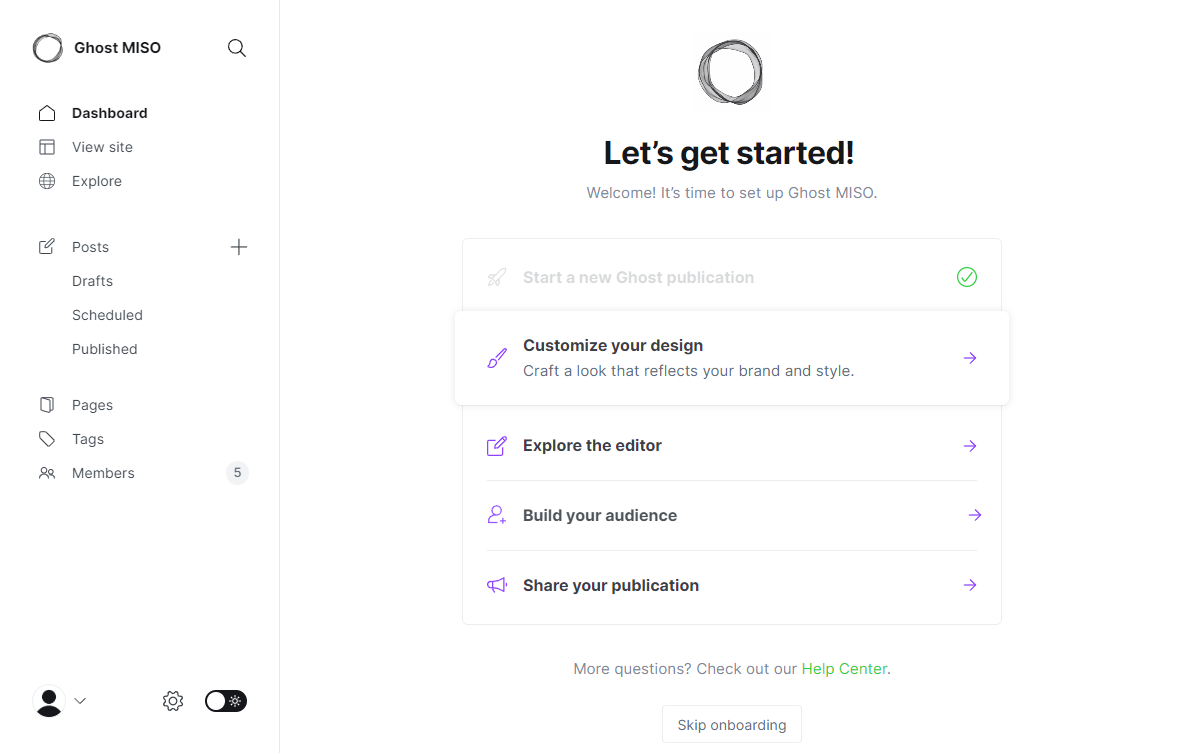 Ghost MISO
Dashboard
View site
Explore
Posts
Drafts
Scheduled
Published
Pages
Tags
Members
5
Let’s get started!
Welcome! It’s time to set up Ghost MISO.
Start a new Ghost publication
Customize your design
Craft a look that reflects your brand and style.
Explore the editor
Build your audience
Share your publication
More questions? Check out our Help Center.
Skip onboarding